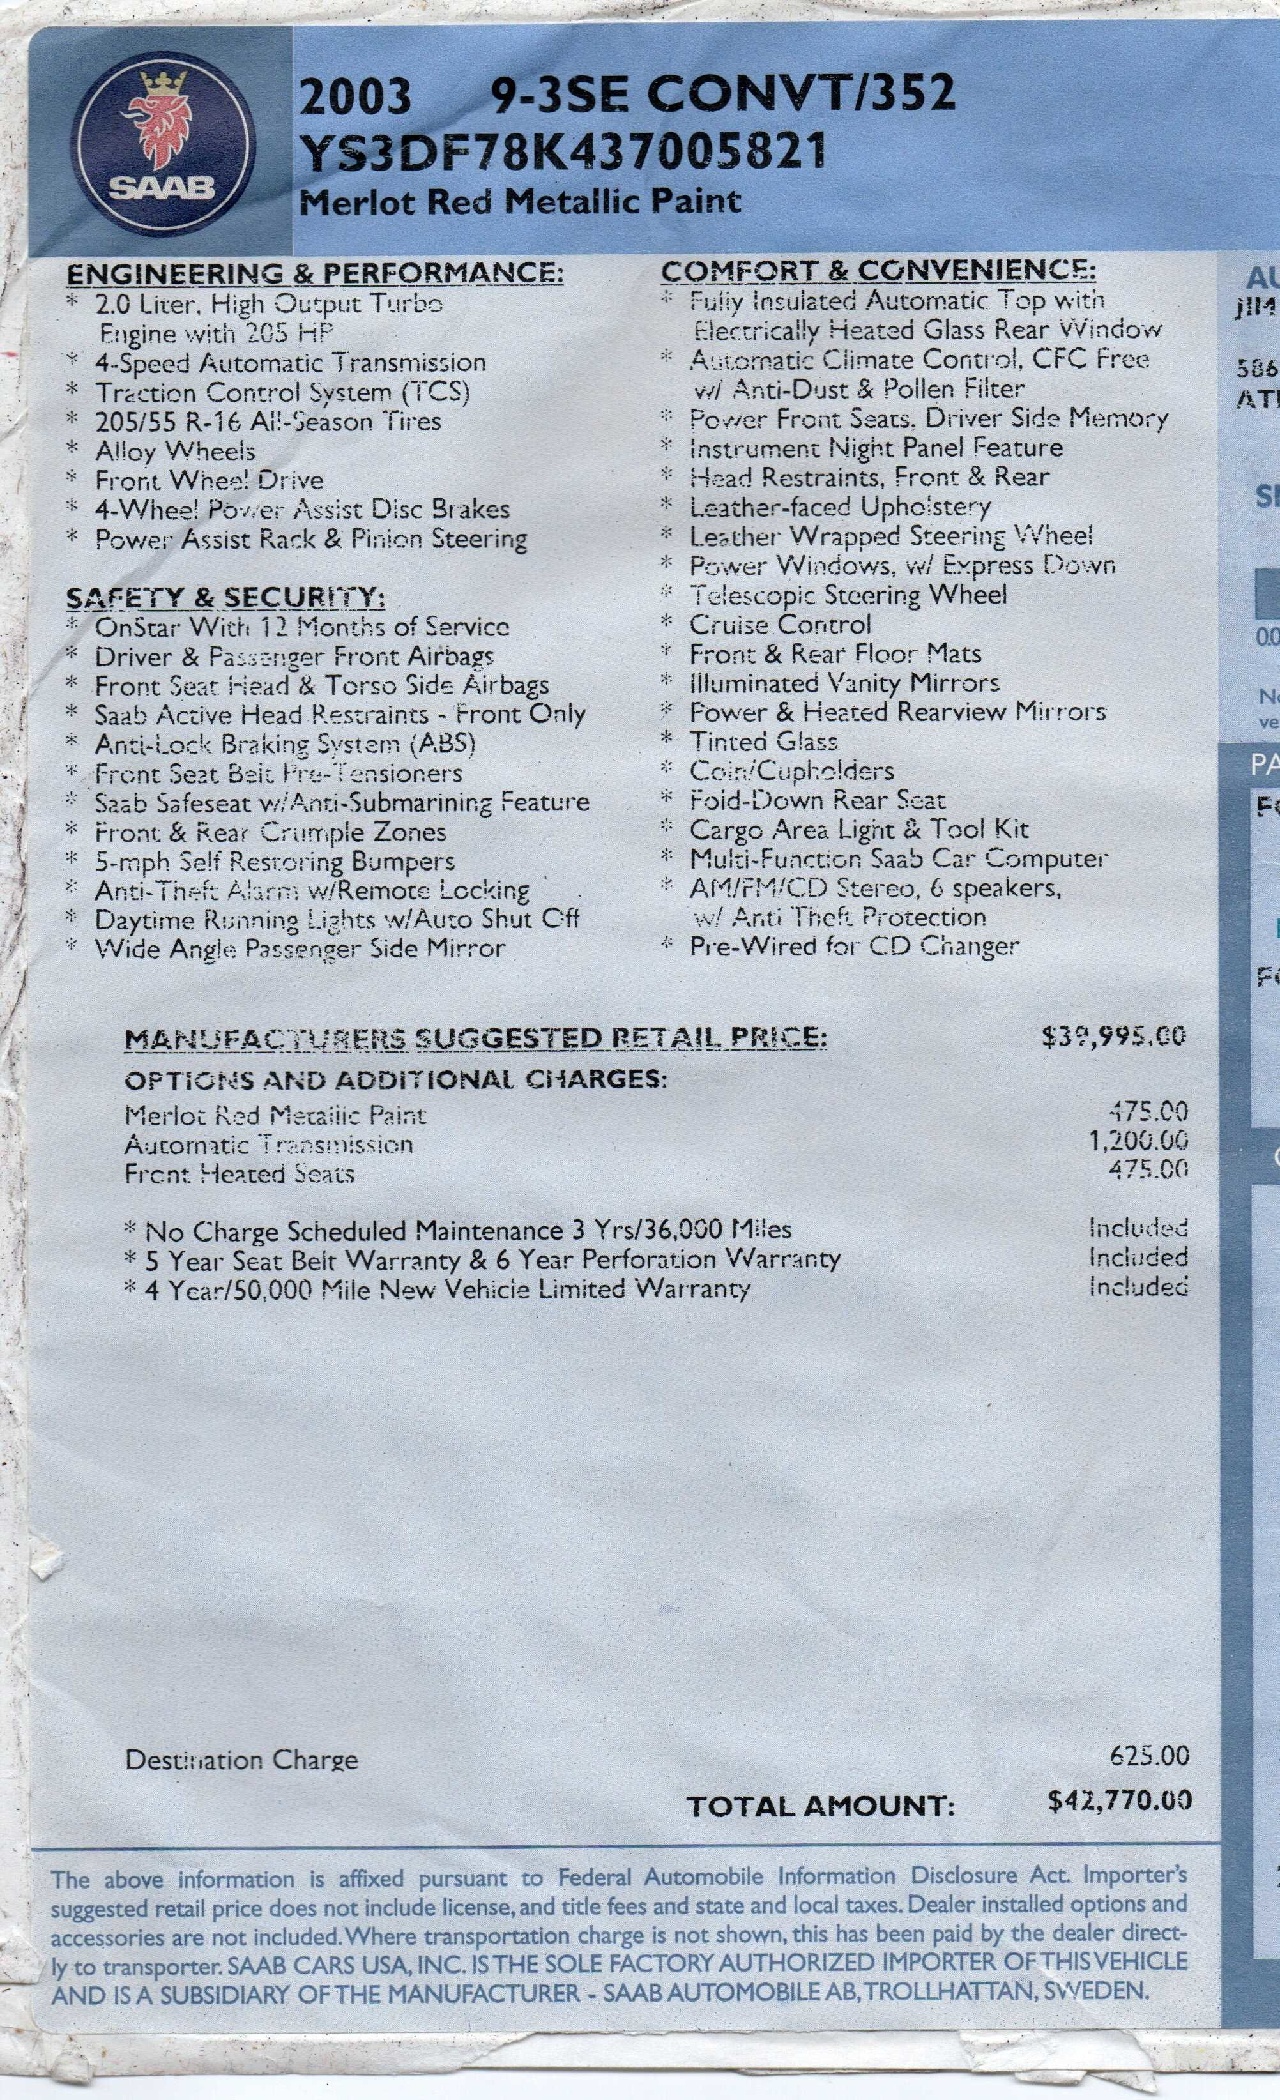 SAAB
2003 9-3SE CONVT/352
YS3DF78K437005821
Merlot Red Metallic Paint
ENGINEERING & PERFORMANCE:
* 2.0 Liter, High Output Turbo
Engine with 205 HP
* 4-Speed Automatic Transmission
* Traction Control System (TCS)
* 205/55 R-16 All-Season Tires
* Alloy Wheels
* Front Wheel Drive
* 4-Wheel Power Assist Disc Brakes
* Power Assist Rack & Pinion Steering
SAFETY & SECURITY:
* OnStar With 12 Months of Service
* Driver & Passenger Front Airbags
* Front Seat Head & Torso Side Airbags
* Saab Active Head Restraints - Front Only
* Anti-Lock Braking System (ABS)
* Front Seat Belt Pre-Tensioners
* Saab Safeseat w/Anti-Submarining Feature
* Front & Rear Crumple Zones
* 5-mph Self Restoring Bumpers
* Anti-Theft Alarm w/Remote Locking
* Daytime Running Lights w/Auto Shut Off
* Wide Angle Passenger Side Mirror
COMFORT & CONVENIENCE:
* Fully Insulated Automatic Top with
Electrically Heated Glass Rear Window
* Automatic Climate Control, CFC Free
w/ Anti-Dust & Pollen Filter
* Power Front Seats, Driver Side Memory
* Instrument Night Panel Feature
* Head Restraints, Front & Rear
* Leather-faced Upholstery
* Leather Wrapped Steering Wheel
* Power Windows, w/ Express Down
* Telescopic Steering Wheel
* Cruise Control
* Front & Rear Floor Mats
* Illuminated Vanity Mirrors
* Power & Heated Rearview Mirrors
* Tinted Glass
* Coin/Cupholders
* Fold-Down Rear Seat
* Cargo Area Light & Tool Kit
* Multi-Function Saab Car Computer
* AM/FM/CD Stereo, 6 speakers,
w/ Anti Theft Protection
* Pre-Wired for CD Changer
MANUFACTURERS SUGGESTED RETAIL PRICE: $39,995.00
OPTIONS AND ADDITIONAL CHARGES:
Merlot Red Metallic Paint 475.00
Automatic Transmission 1,200.00
Front Heated Seats 475.00
* No Charge Scheduled Maintenance 3 Yrs/36,000 Miles Included
* 5 Year Seat Belt Warranty & 6 Year Perforation Warranty Included
* 4 Year/50,000 Mile New Vehicle Limited Warranty Included
Destination Charge 625.00
TOTAL AMOUNT: $42,770.00
The above information is affixed pursuant to Federal Automobile Information Disclosure Act. Importer's
suggested retail price does not include license, and title fees and state and local taxes. Dealer installed options and
accessories are not included. Where transportation charge is not shown, this has been paid by the dealer direct-
ly to transporter. SAAB CARS USA, INC. IS THE SOLE FACTORY AUTHORIZED IMPORTER OF THIS VEHICLE
AND IS A SUBSIDIARY OF THE MANUFACTURER - SAAB AUTOMOBILE AB, TROLLHATTAN, SWEDEN.
JIM
586